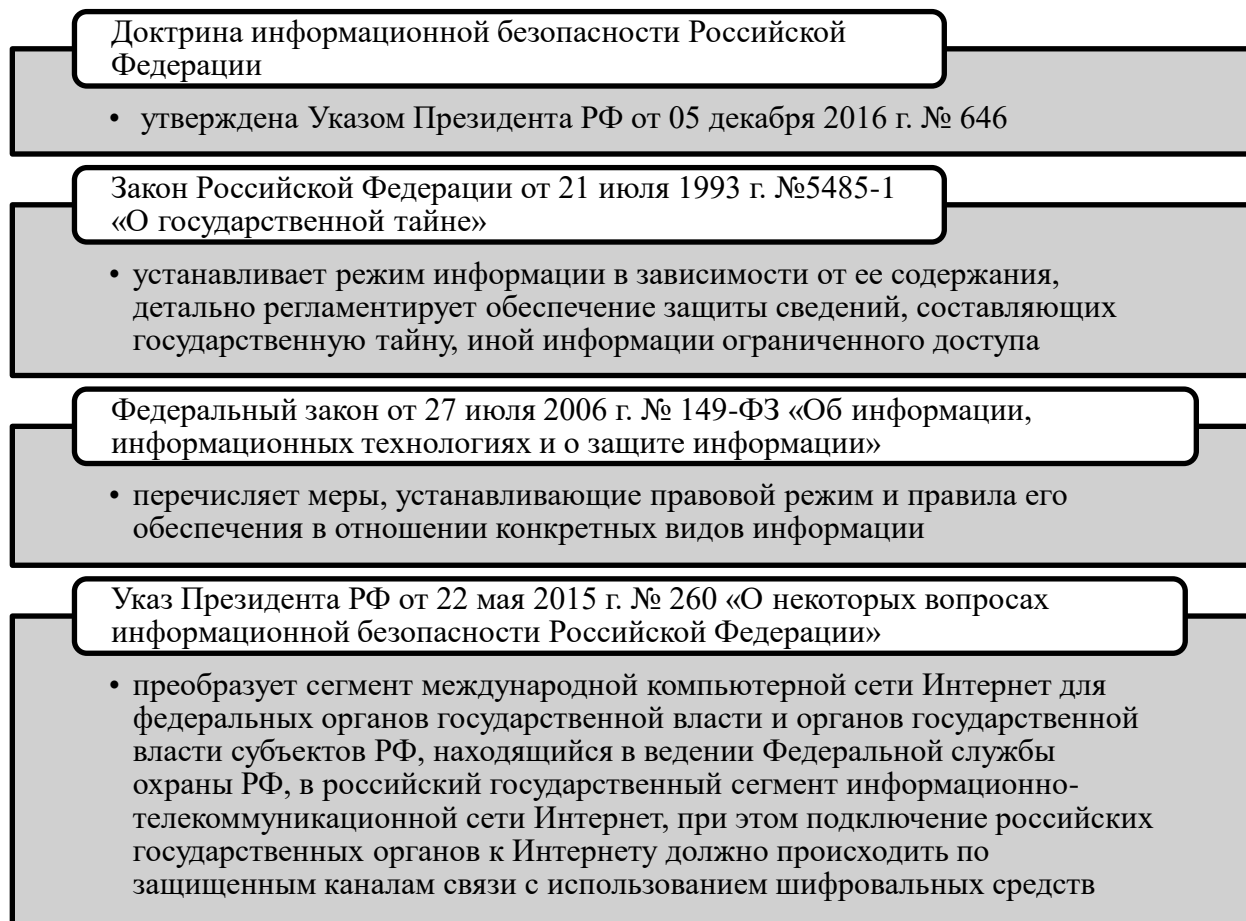 Доктрина информационной безопасности Российской
Федерации
• утверждена Указом Президента РФ от 05 декабря 2016 г. № 646
Закон Российской Федерации от 21 июля 1993 г. №5485-1
«О государственной тайне»
• устанавливает режим информации в зависимости от ее содержания,
детально регламентирует обеспечение защиты сведений, составляющих
государственную тайну, иной информации ограниченного доступа
Федеральный закон от 27 июля 2006 г. № 149-ФЗ «Об информации,
информационных технологиях и о защите информации»
• перечисляет меры, устанавливающие правовой режим и правила его
обеспечения в отношении конкретных видов информации
Указ Президента РФ от 22 мая 2015 г. № 260 «О некоторых вопросах
информационной безопасности Российской Федерации»
• преобразует сегмент международной компьютерной сети Интернет для
федеральных органов государственной власти и органов государственной
власти субъектов РФ, находящийся в ведении Федеральной службы
охраны РФ, в российский государственный сегмент информационно-
телекоммуникационной сети Интернет, при этом подключение российских
государственных органов к Интернету должно происходить по
защищенным каналам связи с использованием шифровальных средств